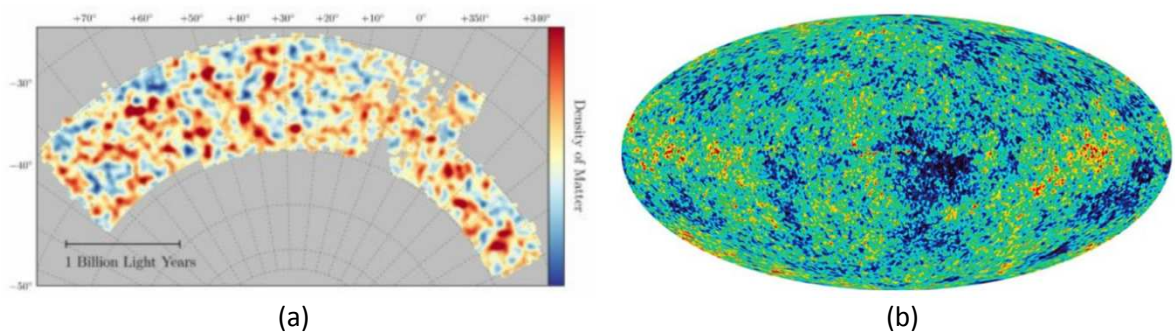 +70° +60° +50° +40° +30° +20° +10° 0° +350° +340°
−30°
−40°
−50°
1 Billion Light Years
Density of Matter
(a) (b)